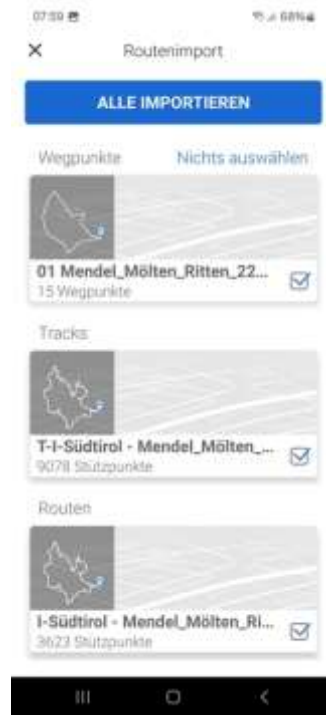 07:59 68%
Routenimport
ALLE IMPORTIEREN
Wegpunkte Nichts auswählen
01 Mendel_Mölten_Ritten_22...
15 Wegpunkte
Tracks
T-I-Südtirol - Mendel_Mölten_...
9078 Stützpunkte
Routen
I-Südtirol - Mendel_Mölten_Ri...
3623 Stützpunkte